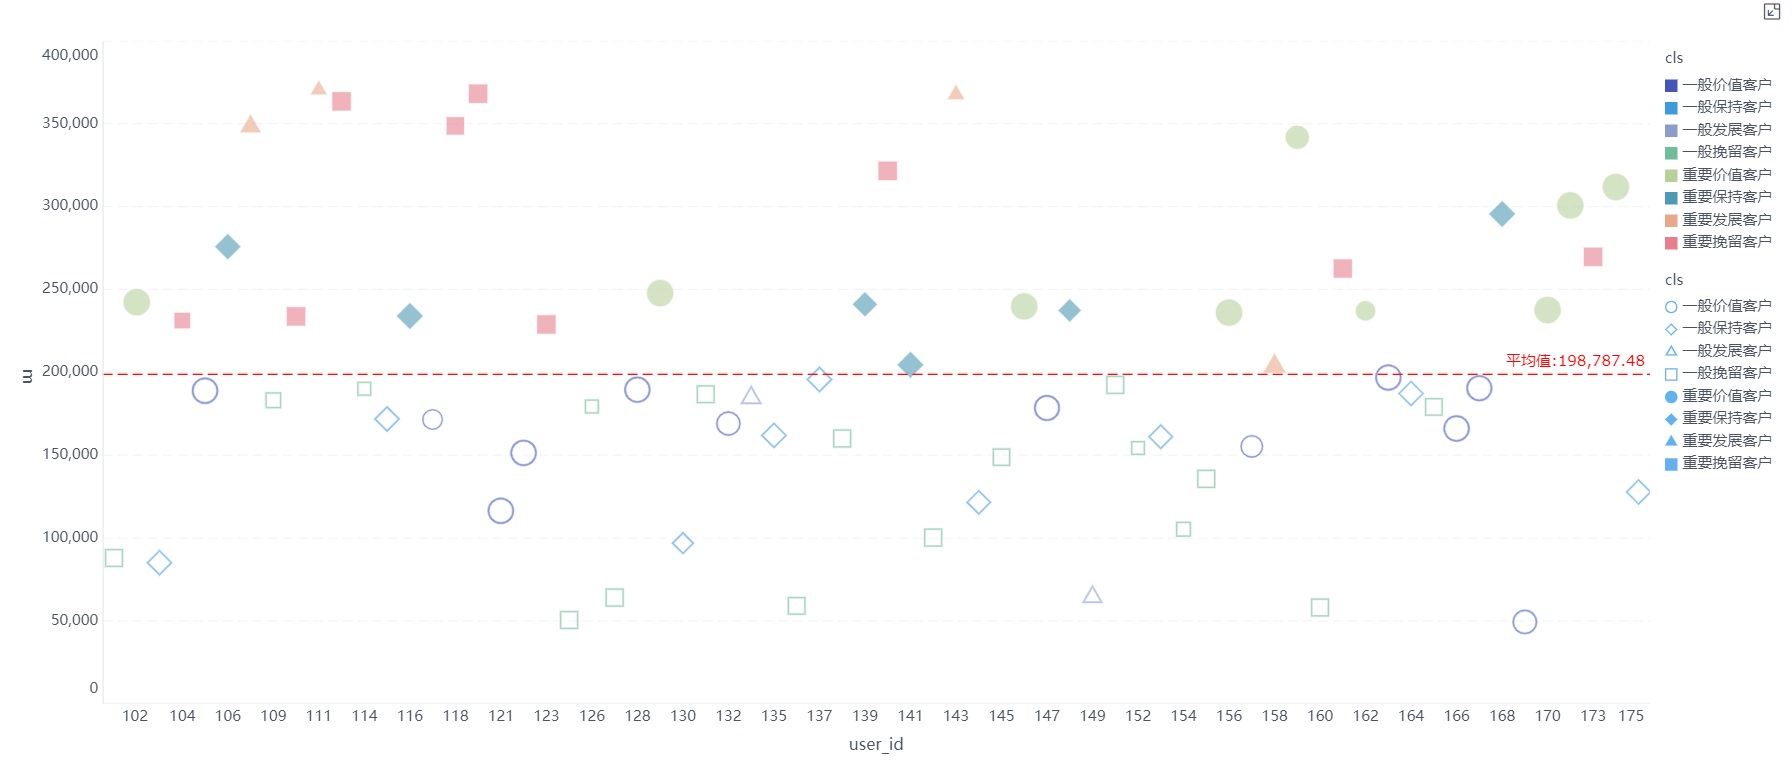 400,000
350,000
300,000
250,000
200,000
150,000
100,000
50,000
0
m
平均值:198,787.48
102 104 106 109 111 114 116 118 121 123 126 128 130 132 135 137 139 141 143 145 147 149 152 154 156 158 160 162 164 166 168 170 173 175
user_id
cls
一般价值客户
一般保持客户
一般发展客户
一般挽留客户
重要价值客户
重要保持客户
重要发展客户
重要挽留客户
cls
一般价值客户
一般保持客户
一般发展客户
一般挽留客户
重要价值客户
重要保持客户
重要发展客户
重要挽留客户